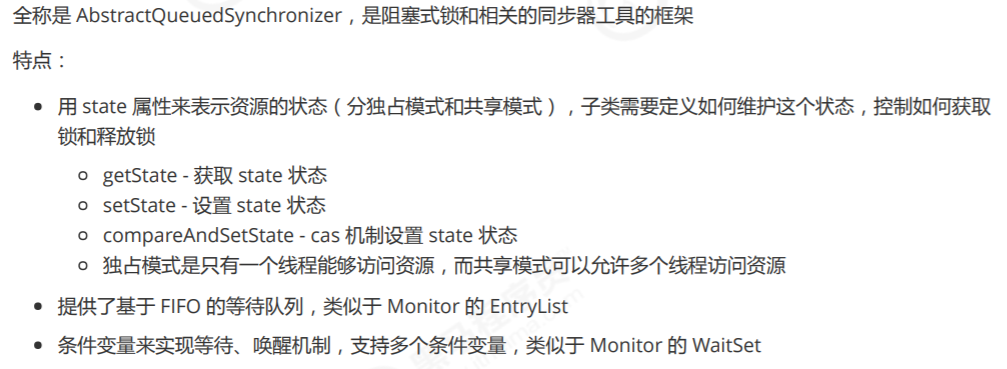 全称是 AbstractQueuedSynchronizer，是阻塞式锁和相关的同步器工具的框架
特点：
用 state 属性来表示资源的状态（分独占模式和共享模式），子类需要定义如何维护这个状态，控制如何获取
锁和释放锁
getState - 获取 state 状态
setState - 设置 state 状态
compareAndSetState - cas 机制设置 state 状态
独占模式是只有一个线程能够访问资源，而共享模式可以允许多个线程访问资源
提供了基于 FIFO 的等待队列，类似于 Monitor 的 EntryList
条件变量来实现等待、唤醒机制，支持多个条件变量，类似于 Monitor 的 WaitSet